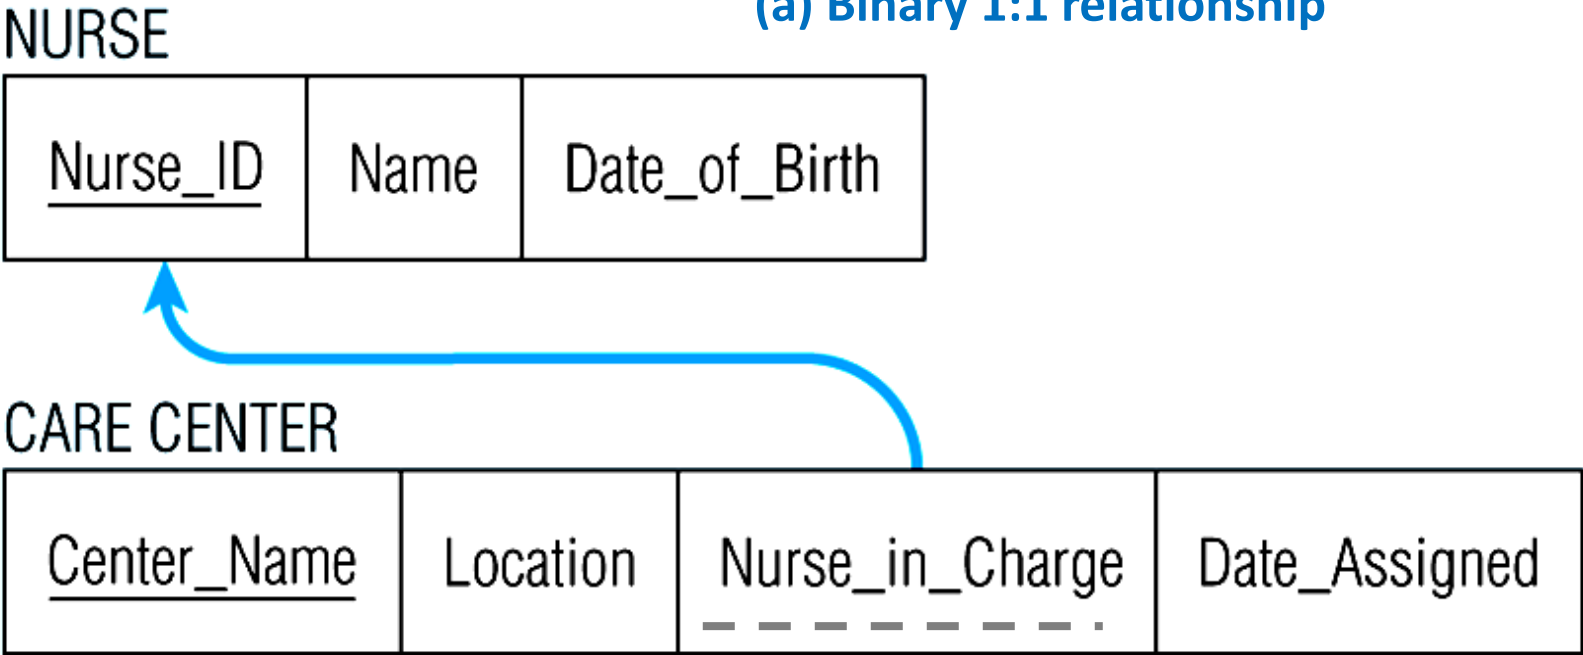 (a) Binary 1:1 relationship
NURSE
Nurse_ID Name Date_of_Birth
CARE CENTER
Center_Name Location Nurse_in_Charge Date_Assigned